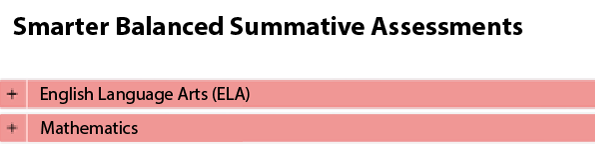 Smarter Balanced Summative Assessments
+ English Language Arts (ELA)
+ Mathematics